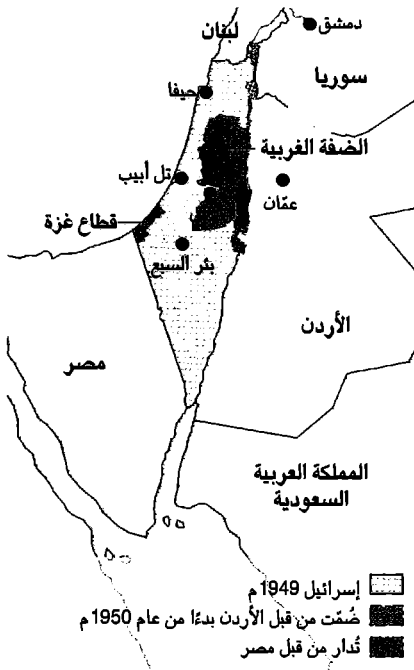 لبنان
دمشق
سوريا
حيفا
الضفة الغربية
تل أبيب
عمّان
قطاع غزة
بئر السبع
الأردن
مصر
المملكة العربية
السعودية
إسرائيل 1949م
ضُمّت من قبل الأردن بدءًا من عام 1950م
تُدار من قبل مصر